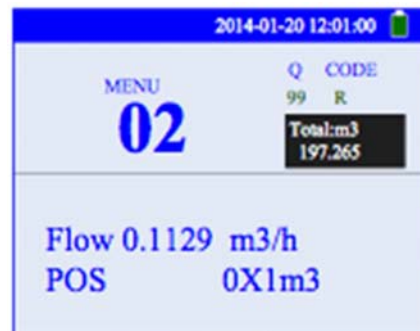 2014-01-20 12:01:00
MENU
02
Q CODE
99 R
Total:m3
197.265
Flow 0.1129 m3/h
POS 0X1m3